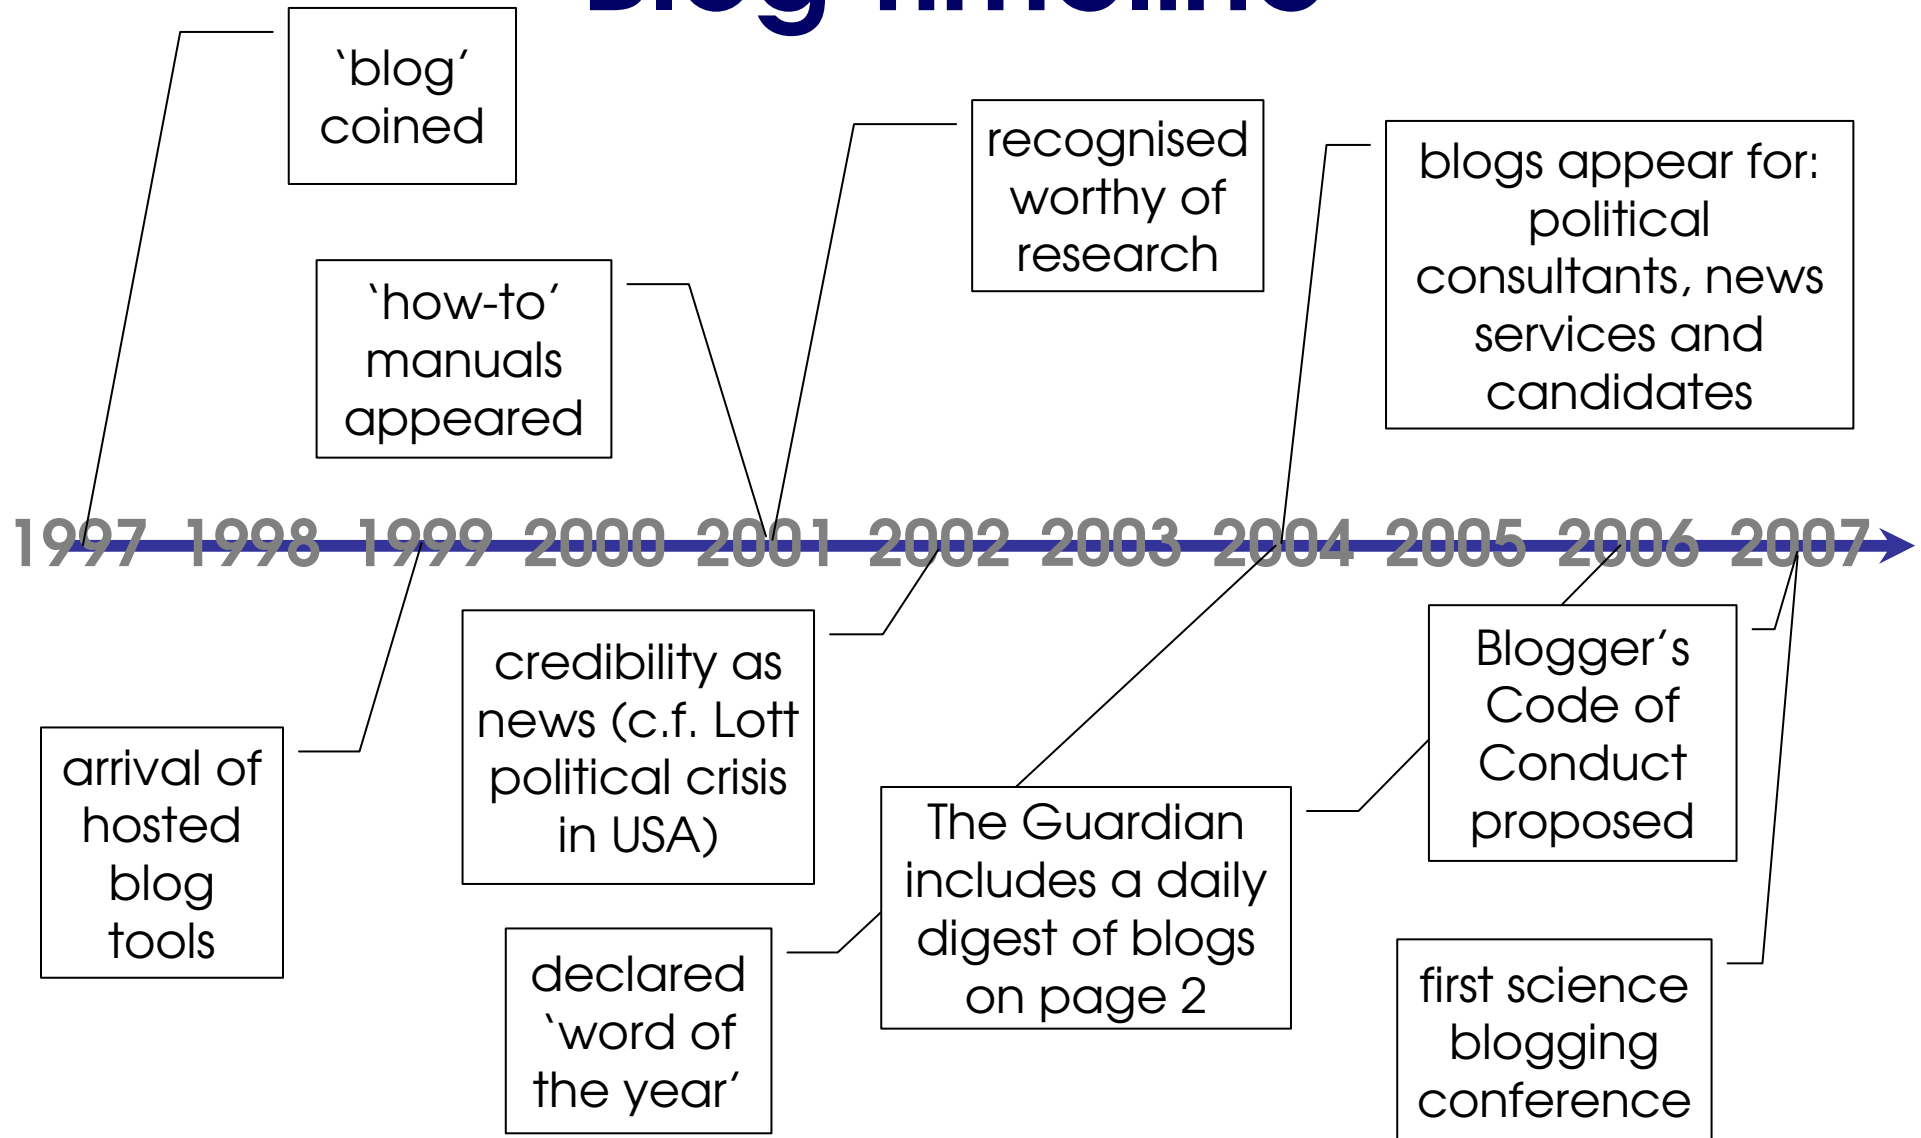 Blog Timeline
‘blog’
coined
recognised
worthy of
research
blogs appear for:
political
consultants, news
services and
candidates
‘how-to’
manuals
appeared
1997 1998 1999 2000 2001 2002 2003 2004 2005 2006 2007
arrival of
hosted
blog
tools
credibility as
news (c.f. Lott
political crisis
in USA)
declared
‘word of
the year’
The Guardian
includes a daily
digest of blogs
on page 2
Blogger’s
Code of
Conduct
proposed
first science
blogging
conference